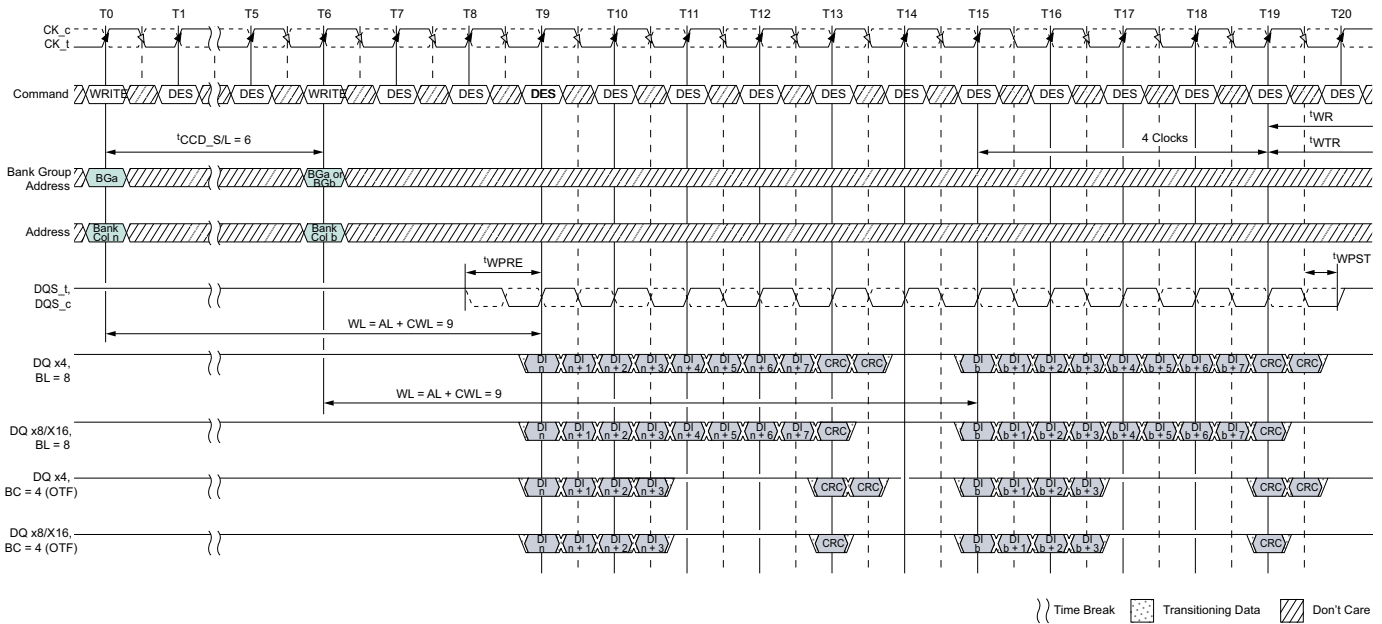 T0 T1 T5 T6 T7 T8 T9 T10 T11 T12 T13 T14 T15 T16 T17 T18 T19 T20
CK_c
CK_t
Command WRITE DES DES WRITE DES DES DES DES DES DES DES DES DES DES DES DES DES DES
tWR
tCCD_S/L = 6 4 Clocks tWTR
Bank Group
Address BGa BGa or
BGb
Address Bank
Col n Bank
Col b
tWPRE tWPST
DQS_t,
DQS_c
WL = AL + CWL = 9
DQ x4,
BL = 8
DI
n DI
n + 1 DI
n + 2 DI
n + 3 DI
n + 4 DI
n + 5 DI
n + 6 DI
n + 7 CRC CRC DI
b DI
b + 1 DI
b + 2 DI
b + 3 DI
b + 4 DI
b + 5 DI
b + 6 DI
b + 7 CRC CRC
WL = AL + CWL = 9
DQ x8/X16,
BL = 8
DI
n DI
n + 1 DI
n + 2 DI
n + 3 DI
n + 4 DI
n + 5 DI
n + 6 DI
n + 7 CRC DI
b DI
b + 1 DI
b + 2 DI
b + 3 DI
b + 4 DI
b + 5 DI
b + 6 DI
b + 7 CRC
DQ x4,
BC = 4 (OTF)
DI
n DI
n + 1 DI
n + 2 DI
n + 3 CRC CRC DI
b DI
b + 1 DI
b + 2 DI
b + 3 CRC CRC
DQ x8/X16,
BC = 4 (OTF)
DI
n DI
n + 1 DI
n + 2 DI
n + 3 CRC DI
b DI
b + 1 DI
b + 2 DI
b + 3 CRC
Time Break Transitioning Data Don't Care